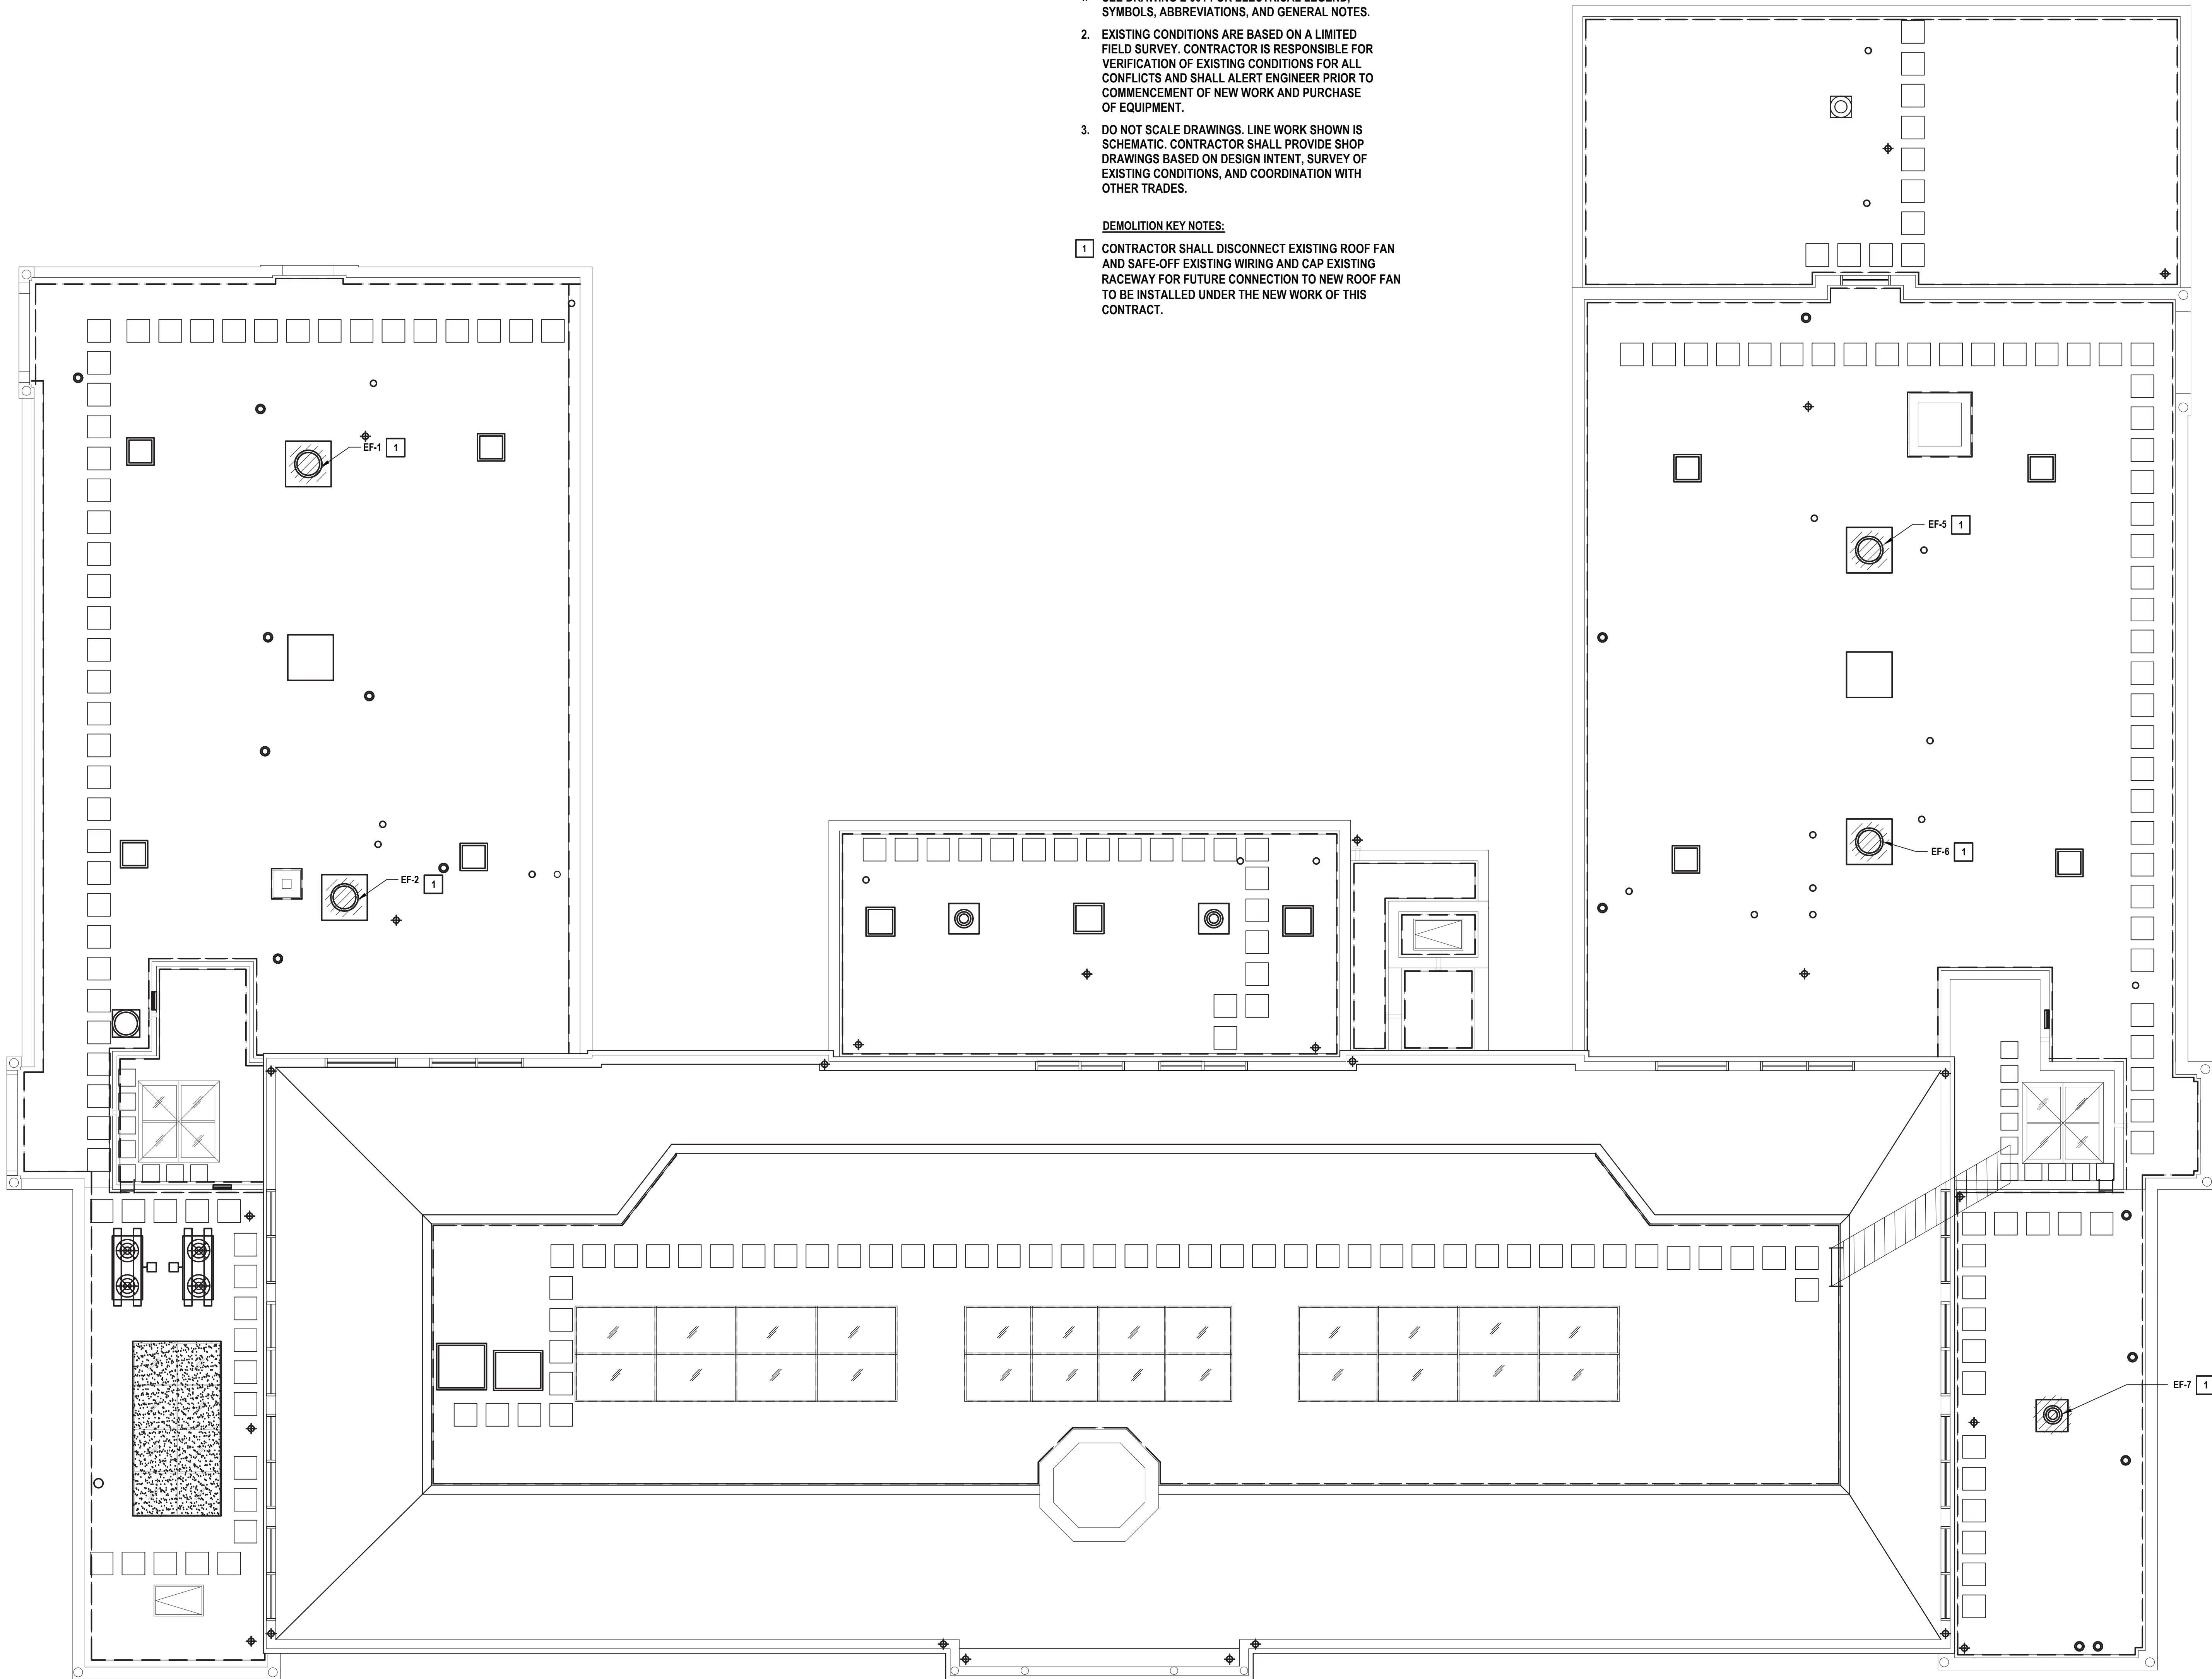 SYMBOLS, ABBREVIATIONS, AND GENERAL NOTES.
2. EXISTING CONDITIONS ARE BASED ON A LIMITED
FIELD SURVEY. CONTRACTOR IS RESPONSIBLE FOR
VERIFICATION OF EXISTING CONDITIONS FOR ALL
CONFLICTS AND SHALL ALERT ENGINEER PRIOR TO
COMMENCEMENT OF NEW WORK AND PURCHASE
OF EQUIPMENT.
3. DO NOT SCALE DRAWINGS. LINE WORK SHOWN IS
SCHEMATIC. CONTRACTOR SHALL PROVIDE SHOP
DRAWINGS BASED ON DESIGN INTENT, SURVEY OF
EXISTING CONDITIONS, AND COORDINATION WITH
OTHER TRADES.
DEMOLITION KEY NOTES:
1 CONTRACTOR SHALL DISCONNECT EXISTING ROOF FAN
AND SAFE-OFF EXISTING WIRING AND CAP EXISTING
RACEWAY FOR FUTURE CONNECTION TO NEW ROOF FAN
TO BE INSTALLED UNDER THE NEW WORK OF THIS
CONTRACT.
EF-1 1
EF-5 1
EF-6 1
EF-2 1
EF-7 1